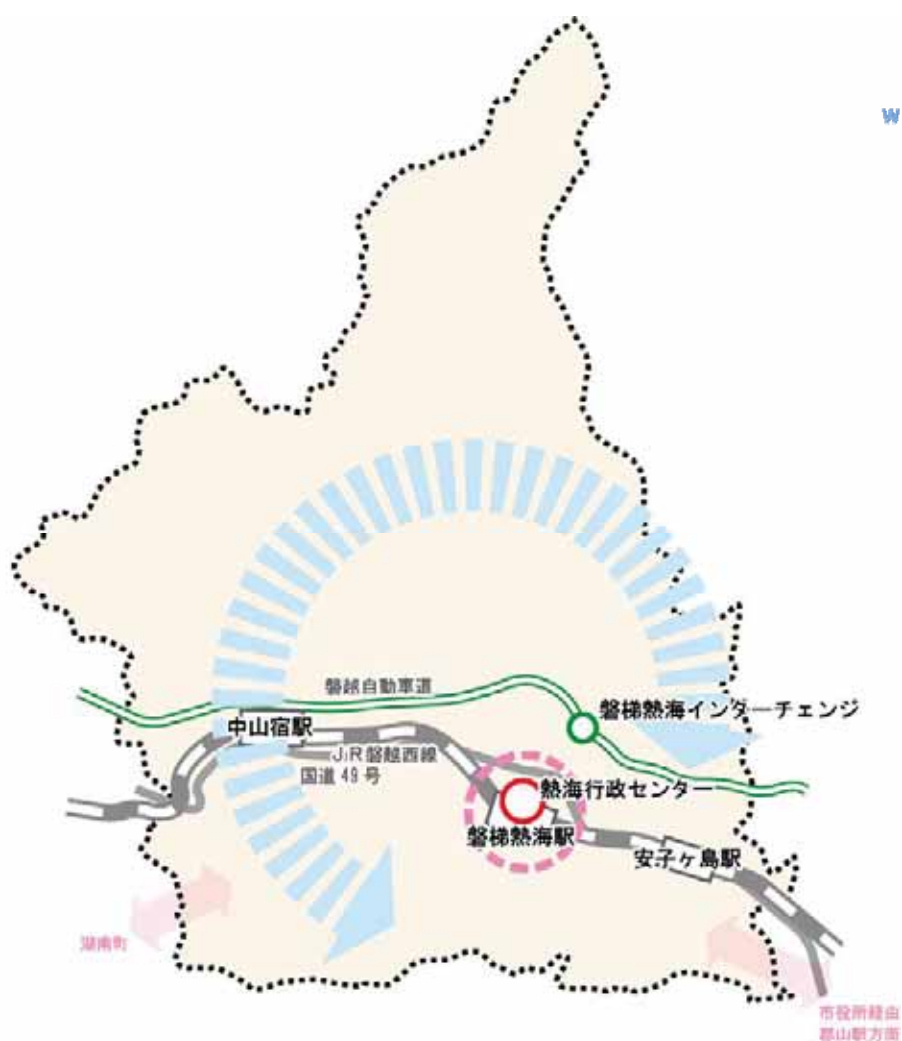 W
磐越自動車道
中山宿駅
磐梯熱海インターチェンジ
JR磐越西線
国道49号
熱海行政センター
磐梯熱海駅
安子ヶ島駅
湖南町
市役所経由
郡山駅方面